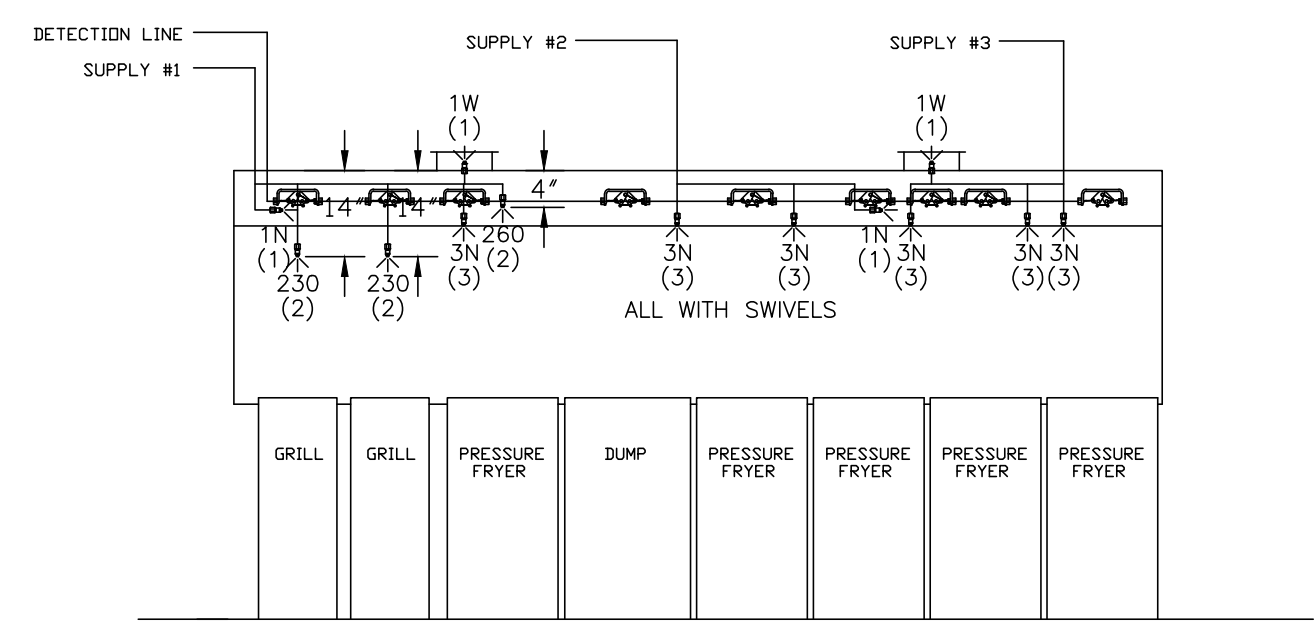 DETECTION LINE
SUPPLY #1
SUPPLY #2
SUPPLY #3
1W
(1)
1W
(1)
14"
14"
4"
1N
(1)
230
(2)
230
(2)
3N
(3)
260
(2)
3N
(3)
3N
(3)
1N
(1)
3N
(3)
3N
(3)
3N
(3)
ALL WITH SWIVELS
GRILL
GRILL
PRESSURE
FRYER
DUMP
PRESSURE
FRYER
PRESSURE
FRYER
PRESSURE
FRYER
PRESSURE
FRYER